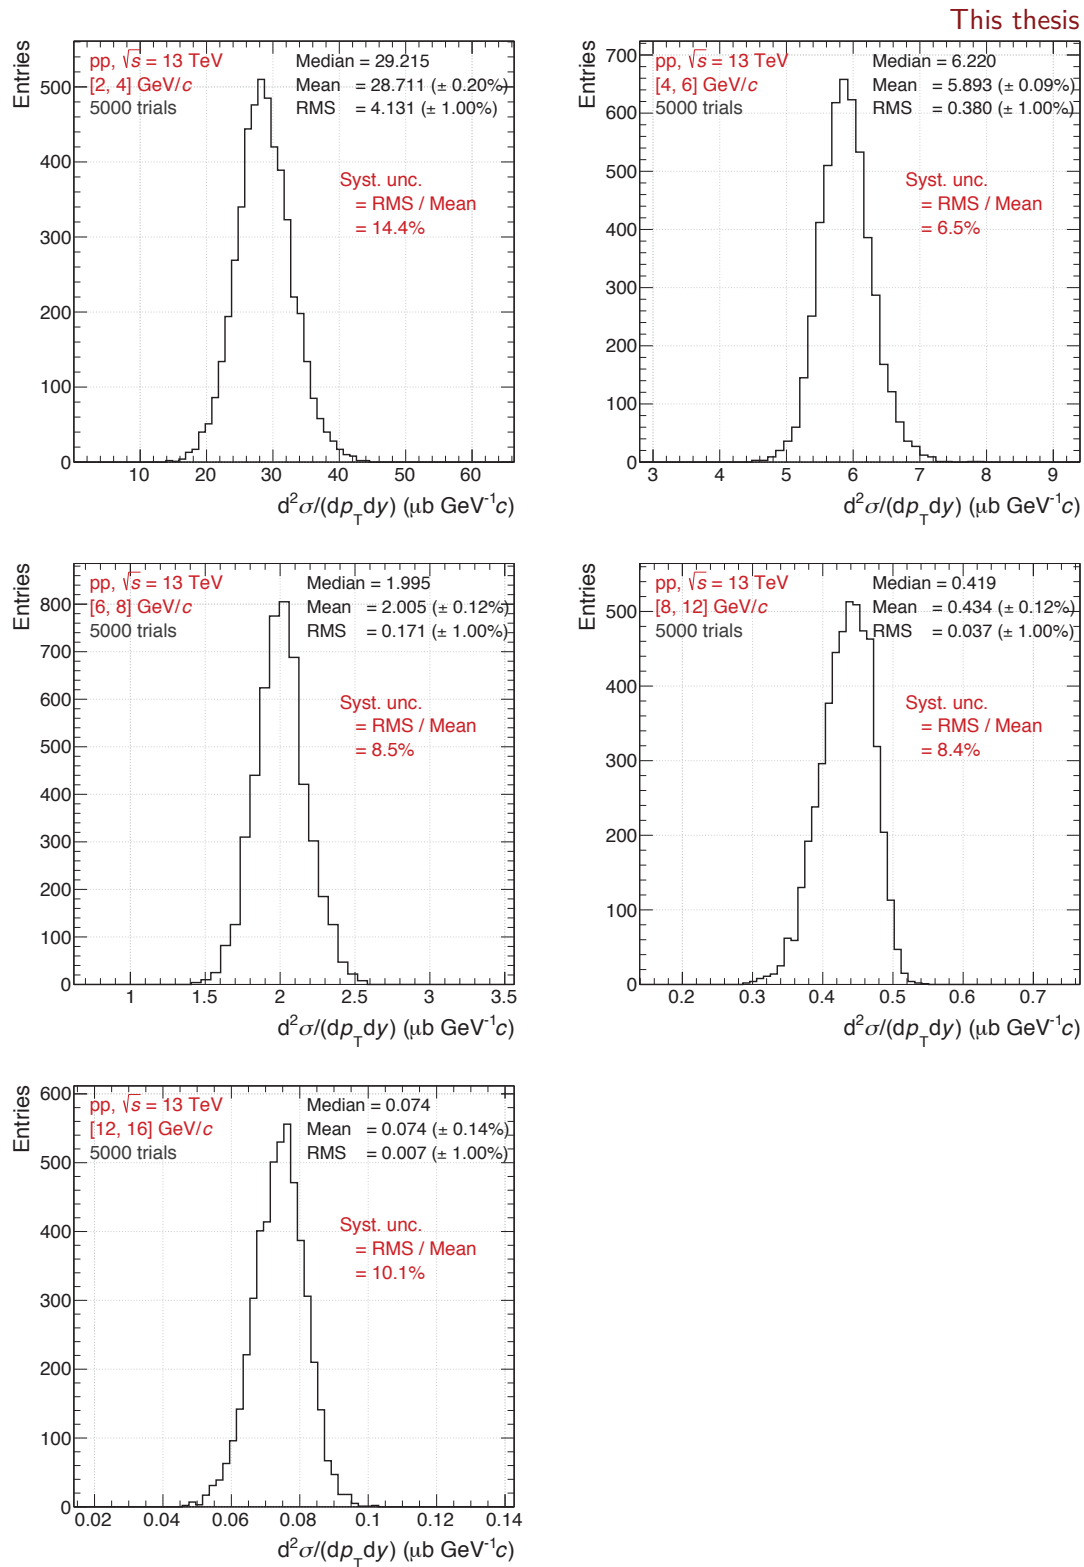 This thesis
Entries
pp, √s = 13 TeV
[2, 4] GeV/c
5000 trials
Median = 29.215
Mean = 28.711 (± 0.20%)
RMS = 4.131 (± 1.00%)
Syst. unc.
= RMS / Mean
= 14.4%
500
400
300
200
100
0
10 20 30 40 50 60
d²σ/(dp_T dy) (μb GeV⁻¹c)
Entries
pp, √s = 13 TeV
[4, 6] GeV/c
5000 trials
Median = 6.220
Mean = 5.893 (± 0.09%)
RMS = 0.380 (± 1.00%)
Syst. unc.
= RMS / Mean
= 6.5%
700
600
500
400
300
200
100
0
3 4 5 6 7 8 9
d²σ/(dp_T dy) (μb GeV⁻¹c)
Entries
pp, √s = 13 TeV
[6, 8] GeV/c
5000 trials
Median = 1.995
Mean = 2.005 (± 0.12%)
RMS = 0.171 (± 1.00%)
Syst. unc.
= RMS / Mean
= 8.5%
800
700
600
500
400
300
200
100
0
1 1.5 2 2.5 3 3.5
d²σ/(dp_T dy) (μb GeV⁻¹c)
Entries
pp, √s = 13 TeV
[8, 12] GeV/c
5000 trials
Median = 0.419
Mean = 0.434 (± 0.12%)
RMS = 0.037 (± 1.00%)
Syst. unc.
= RMS / Mean
= 8.4%
500
400
300
200
100
0
0.2 0.3 0.4 0.5 0.6 0.7
d²σ/(dp_T dy) (μb GeV⁻¹c)
Entries
pp, √s = 13 TeV
[12, 16] GeV/c
5000 trials
Median = 0.074
Mean = 0.074 (± 0.14%)
RMS = 0.007 (± 1.00%)
Syst. unc.
= RMS / Mean
= 10.1%
600
500
400
300
200
100
0
0.02 0.04 0.06 0.08 0.1 0.12 0.14
d²σ/(dp_T dy) (μb GeV⁻¹c)